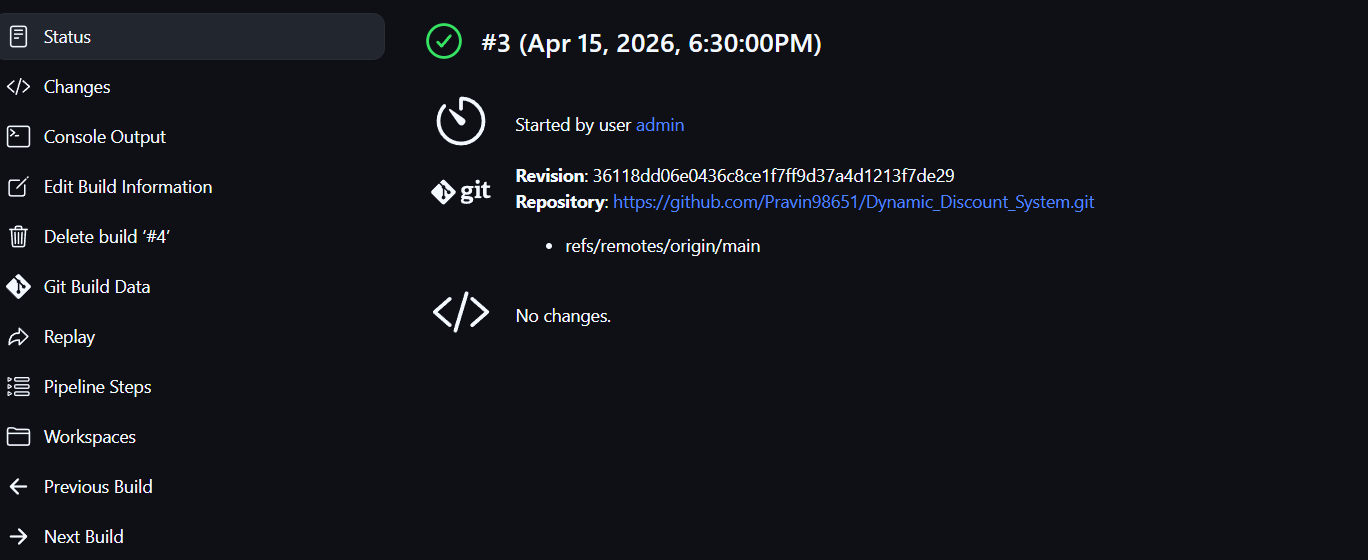 Status
Changes
Console Output
Edit Build Information
Delete build ‘#4’
Git Build Data
Replay
Pipeline Steps
Workspaces
Previous Build
Next Build
#3 (Apr 15, 2026, 6:30:00PM)
Started by user admin
git
Revision: 36118dd06e0436c8ce1f7ff9d37a4d1213f7de29
Repository: https://github.com/Pravin98651/Dynamic_Discount_System.git
• refs/remotes/origin/main
No changes.